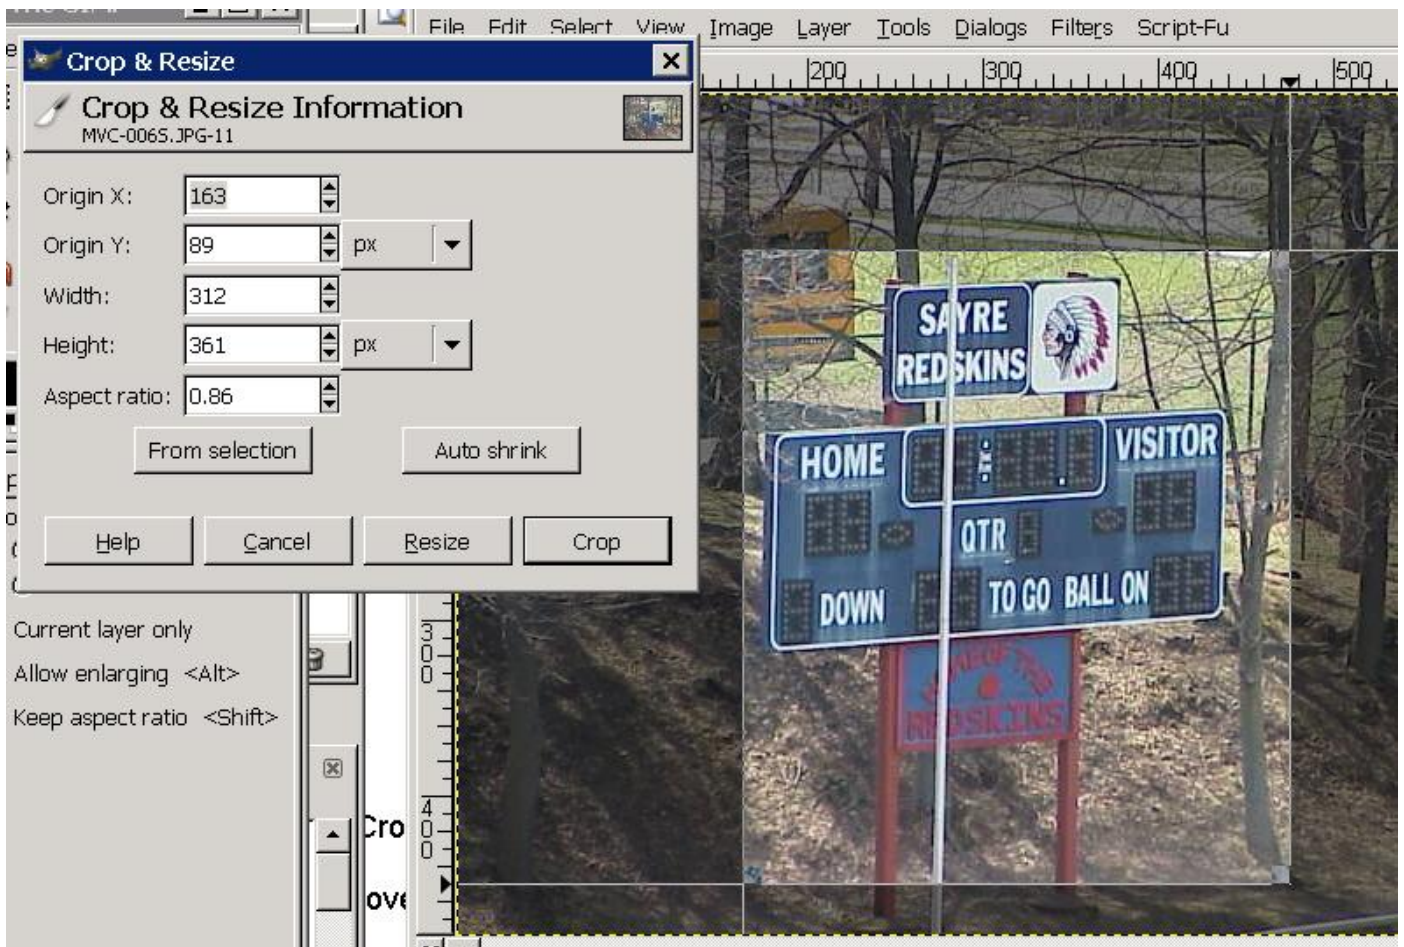 File Edit Select View Image Layer Tools Dialogs Filters Script-Fu
Crop & Resize
Crop & Resize Information
MVC-006S.JPG-11
Origin X: 163
Origin Y: 89 px
Width: 312
Height: 361 px
Aspect ratio: 0.86
From selection Auto shrink
Help Cancel Resize Crop
Current layer only
Allow enlarging <Alt>
Keep aspect ratio <Shift>
200 300 400 500
300
400
SAYRE
REDSKINS
HOME VISITOR
QTR
DOWN TO GO BALL ON
REDSKINS